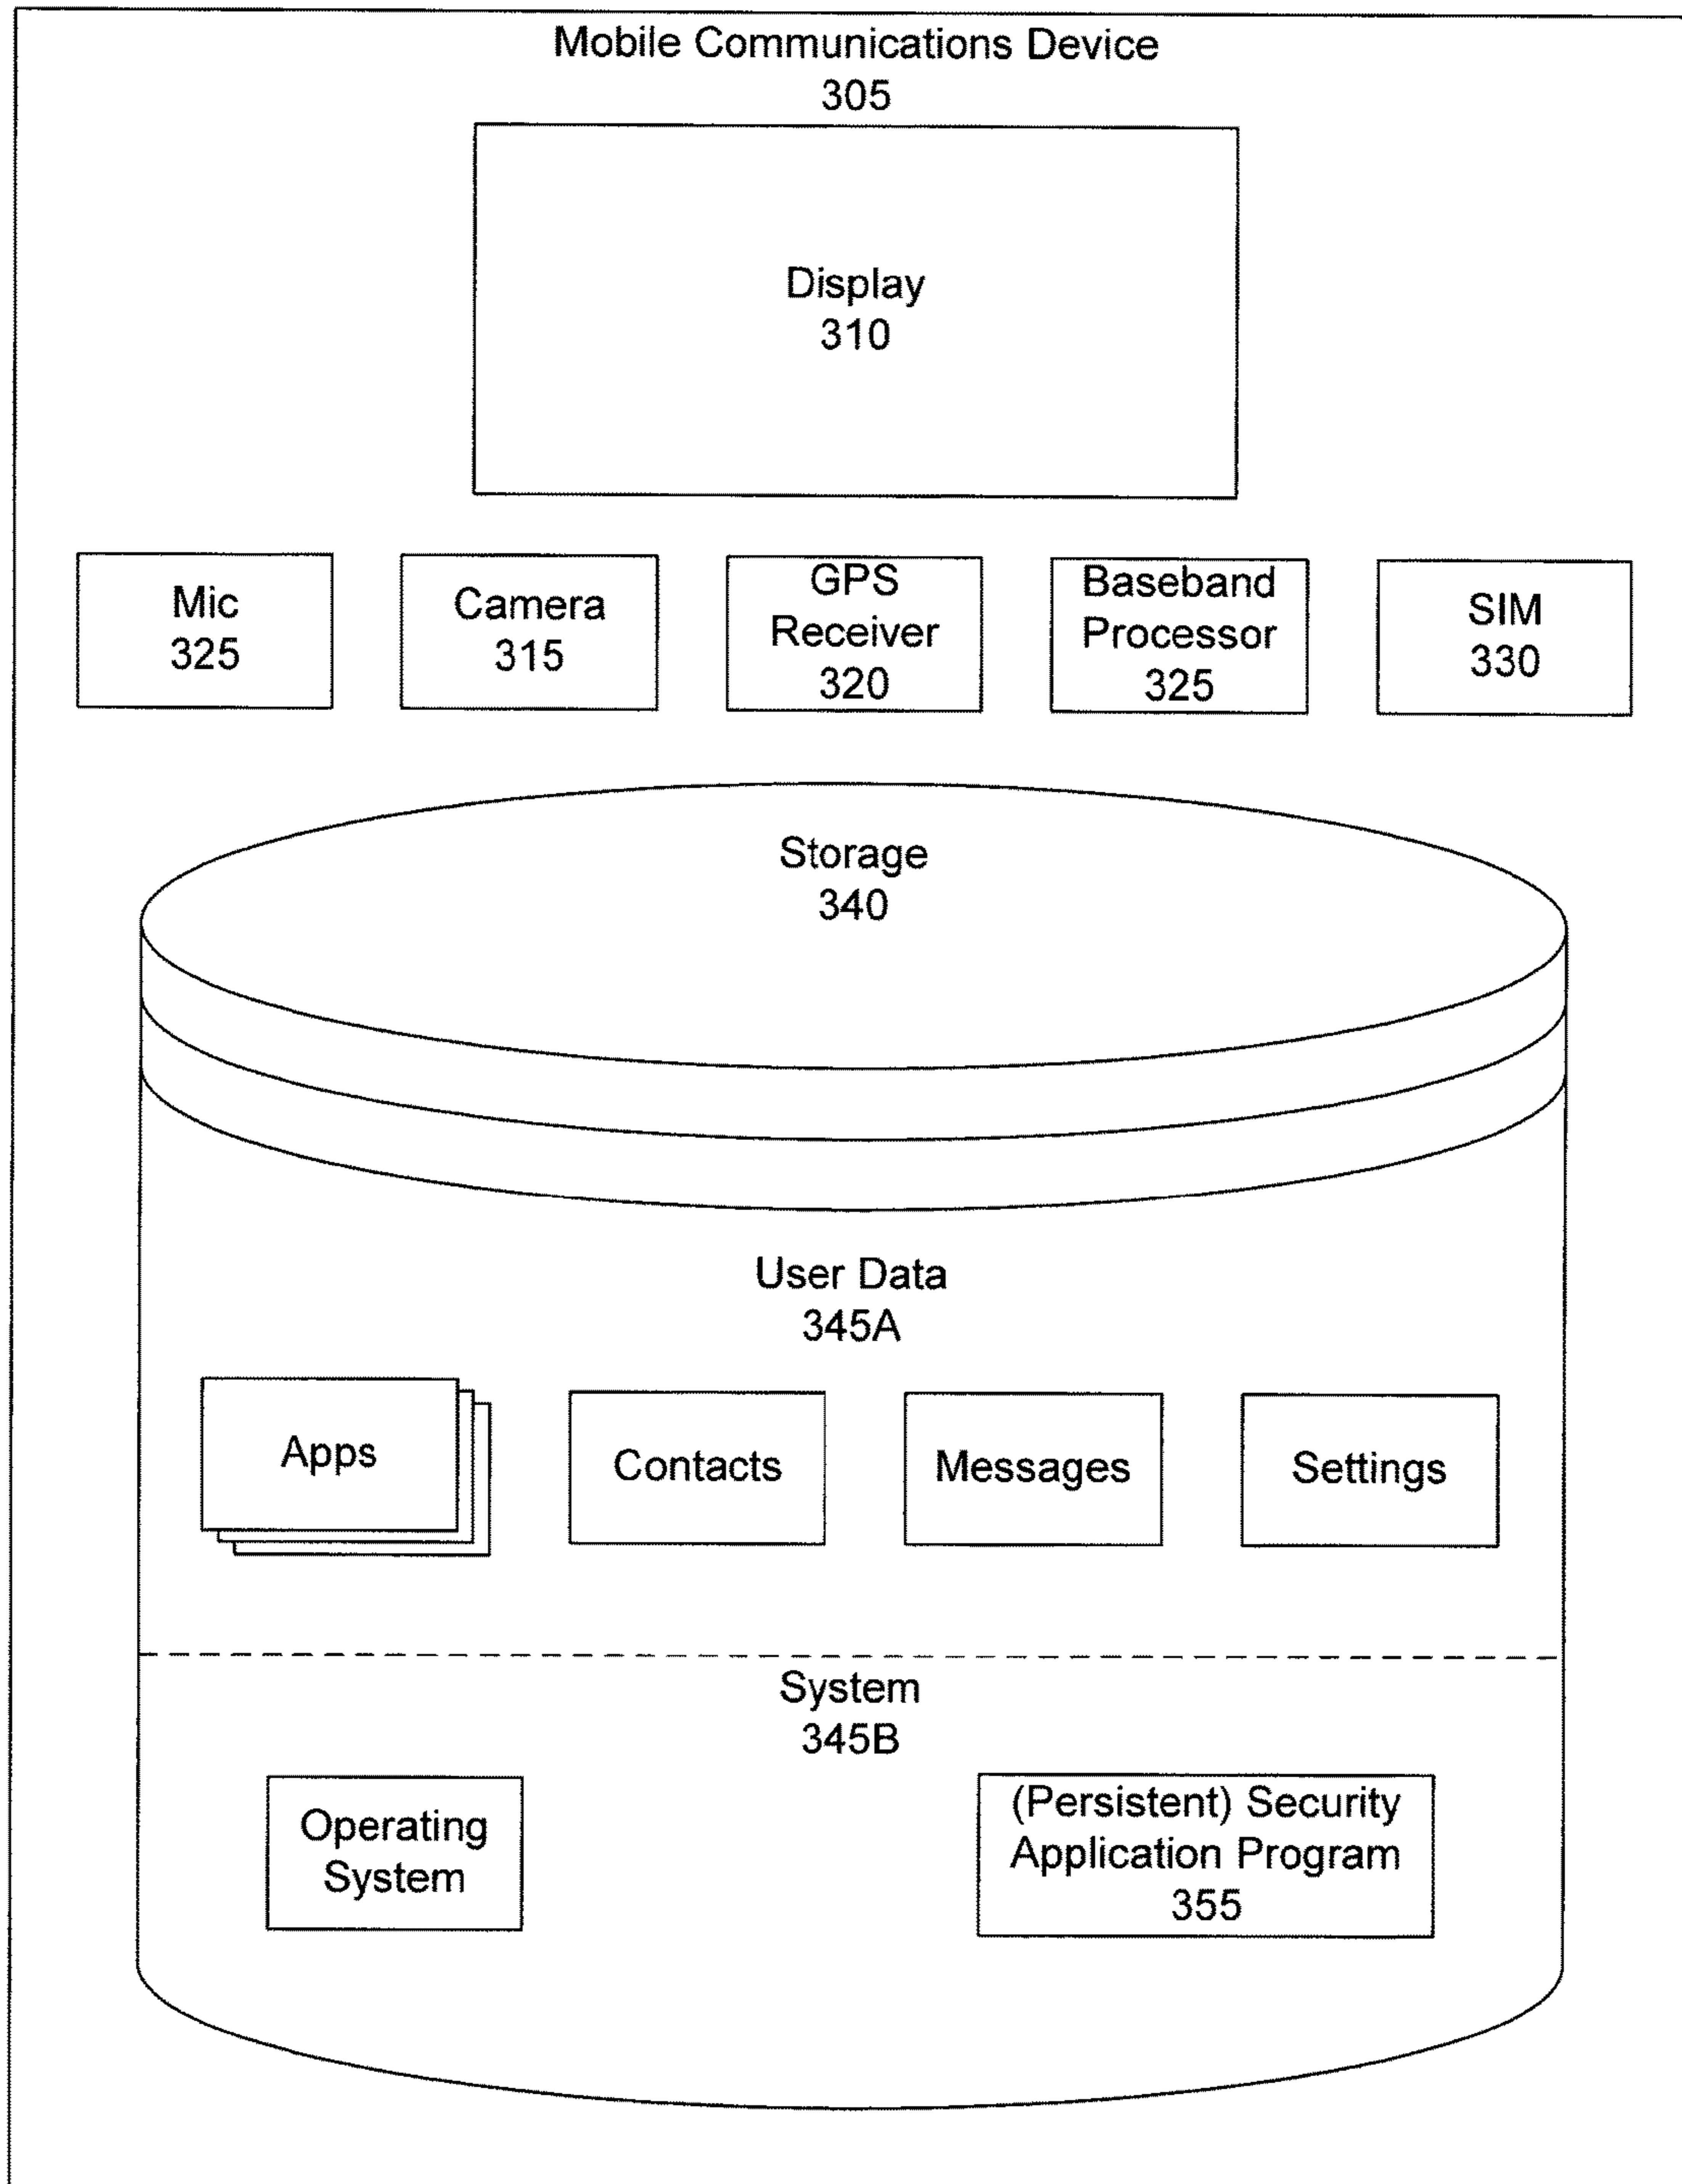 Mobile Communications Device
305
Display
310
Mic
325
Camera
315
GPS
Receiver
320
Baseband
Processor
325
SIM
330
Storage
340
User Data
345A
Apps
Contacts
Messages
Settings
System
345B
Operating
System
(Persistent) Security
Application Program
355